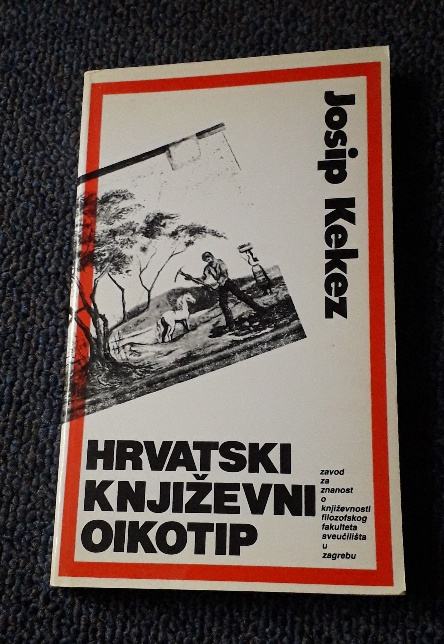 Josip Kekez
HRVATSKI
KNJIŽEVNI
OIKOTIP
zavod
za
znanost
o
književnosti
filozofskog
fakulteta
sveučilišta
u
zagrebu